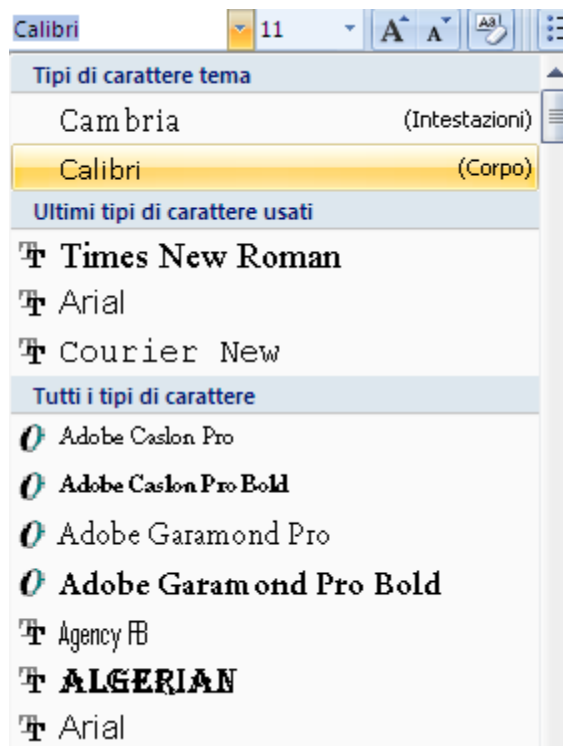 Calibri 11
Tipi di carattere tema
Cambria (Intestazioni)
Calibri (Corpo)
Ultimi tipi di carattere usati
Times New Roman
Arial
Courier New
Tutti i tipi di carattere
Adobe Caslon Pro
Adobe Caslon Pro Bold
Adobe Garamond Pro
Adobe Garamond Pro Bold
Agency FB
ALGERIAN
Arial